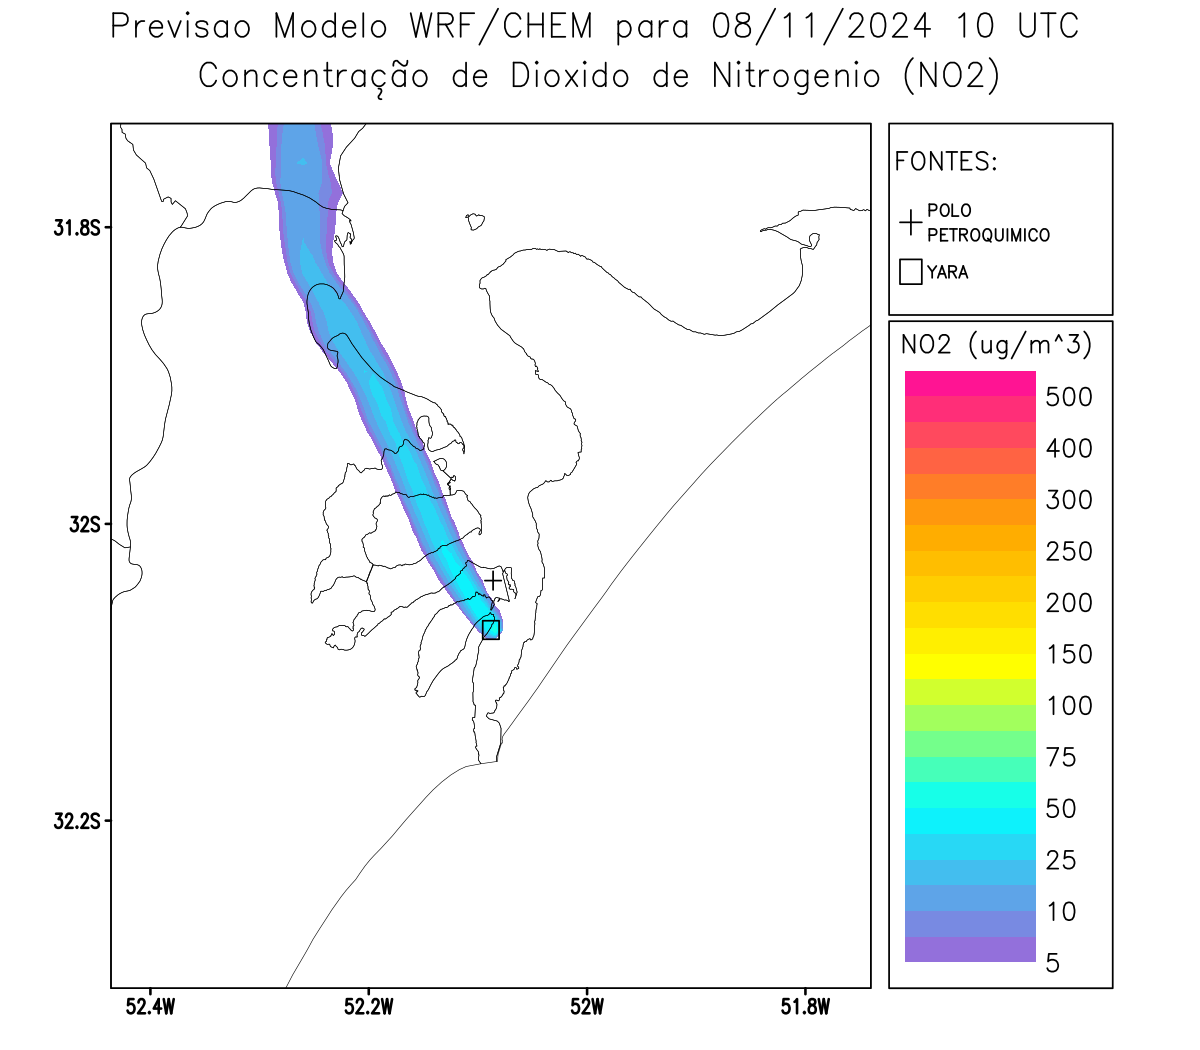 Previsao Modelo WRF/CHEM para 08/11/2024 10 UTC
Concentração de Dioxido de Nitrogenio (NO2)
FONTES:
POLO
PETROQUIMICO
YARA
NO2 (ug/m^3)
500
400
300
250
200
150
100
75
50
25
10
5
31.8S
32S
32.2S
52.4W
52.2W
52W
51.8W